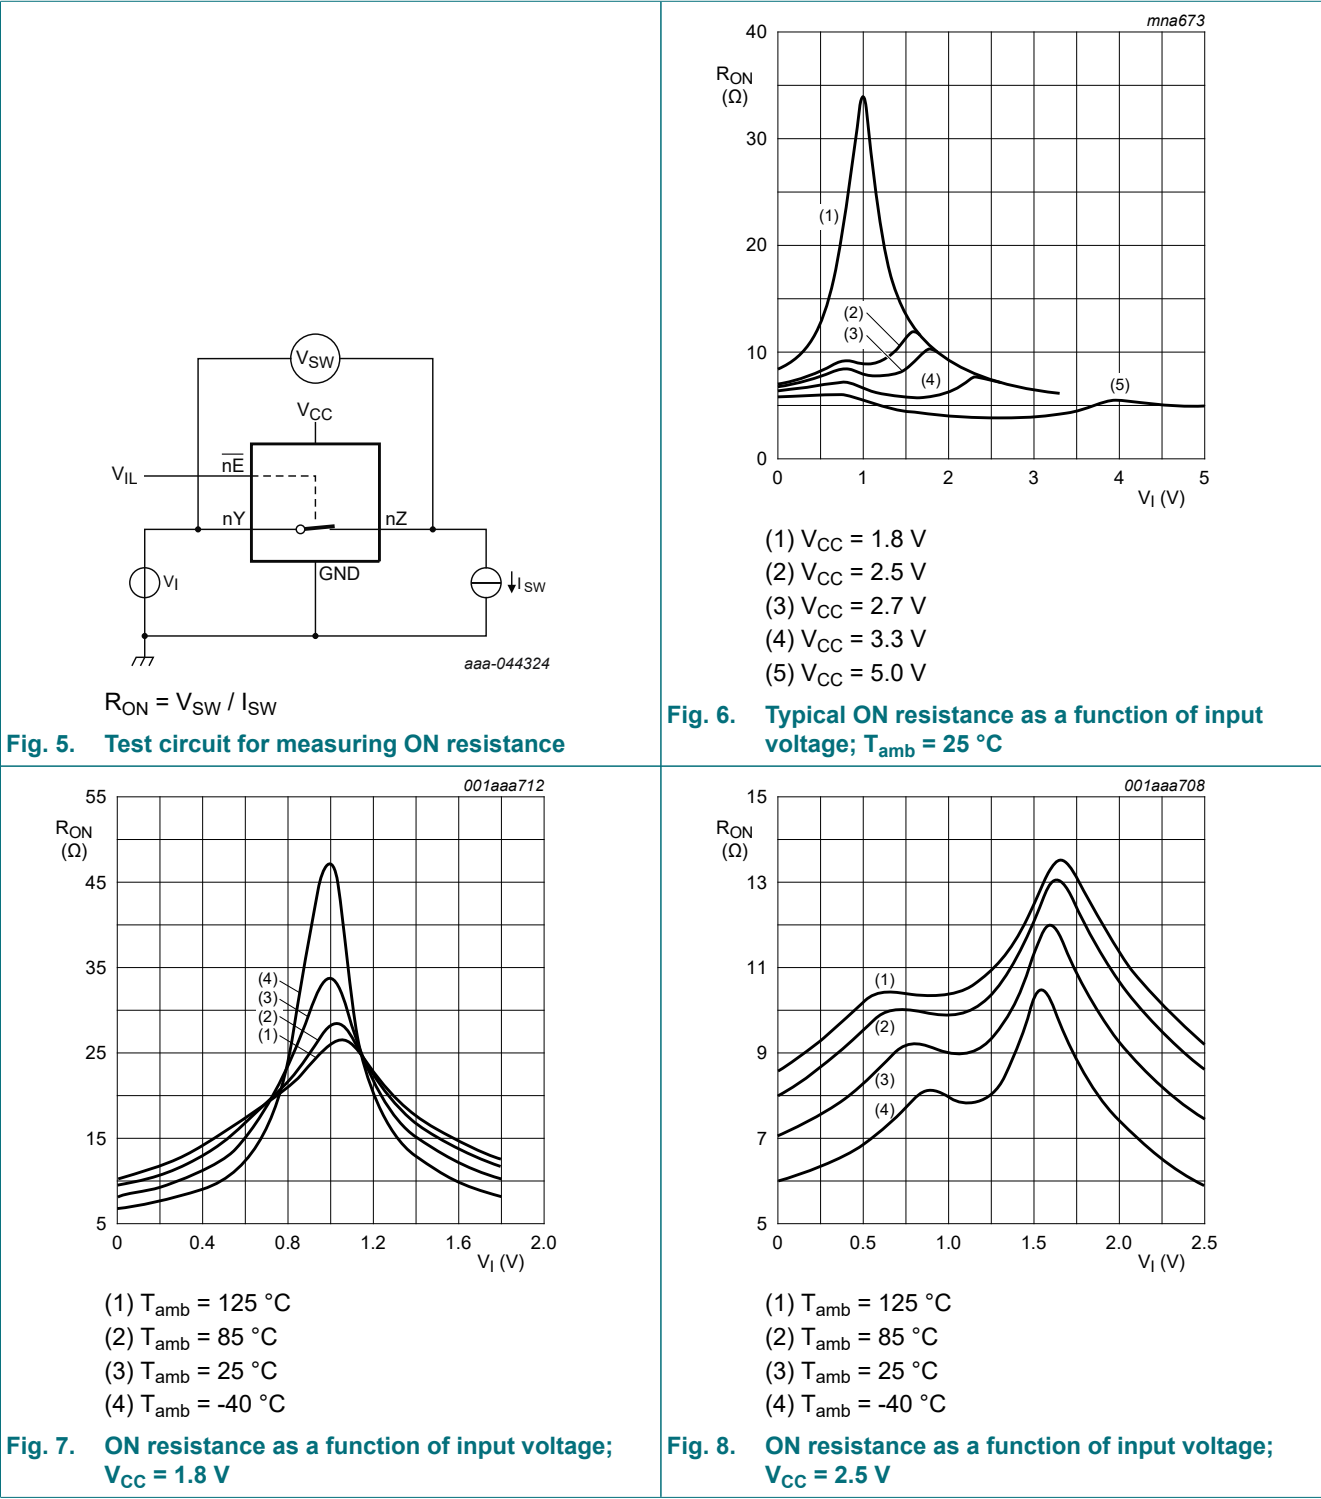 V_SW
V_CC
nE
V_IL
nY
nZ
GND
V_I
I_SW
aaa-044324
R_ON = V_SW / I_SW
Fig. 5. Test circuit for measuring ON resistance
mna673
40
R_ON
(Ω)
30
(1)
20
(2)
(3)
10
(4)
(5)
0
0 1 2 3 4 5
V_I (V)
(1) V_CC = 1.8 V
(2) V_CC = 2.5 V
(3) V_CC = 2.7 V
(4) V_CC = 3.3 V
(5) V_CC = 5.0 V
Fig. 6. Typical ON resistance as a function of input
voltage; T_amb = 25 °C
001aaa712
55
R_ON
(Ω)
45
35
(4)
(3)
(2)
(1)
25
15
5
0 0.4 0.8 1.2 1.6 2.0
V_I (V)
(1) T_amb = 125 °C
(2) T_amb = 85 °C
(3) T_amb = 25 °C
(4) T_amb = -40 °C
Fig. 7. ON resistance as a function of input voltage;
V_CC = 1.8 V
001aaa708
15
R_ON
(Ω)
13
11
(1)
(2)
9
(3)
(4)
7
5
0 0.5 1.0 1.5 2.0 2.5
V_I (V)
(1) T_amb = 125 °C
(2) T_amb = 85 °C
(3) T_amb = 25 °C
(4) T_amb = -40 °C
Fig. 8. ON resistance as a function of input voltage;
V_CC = 2.5 V